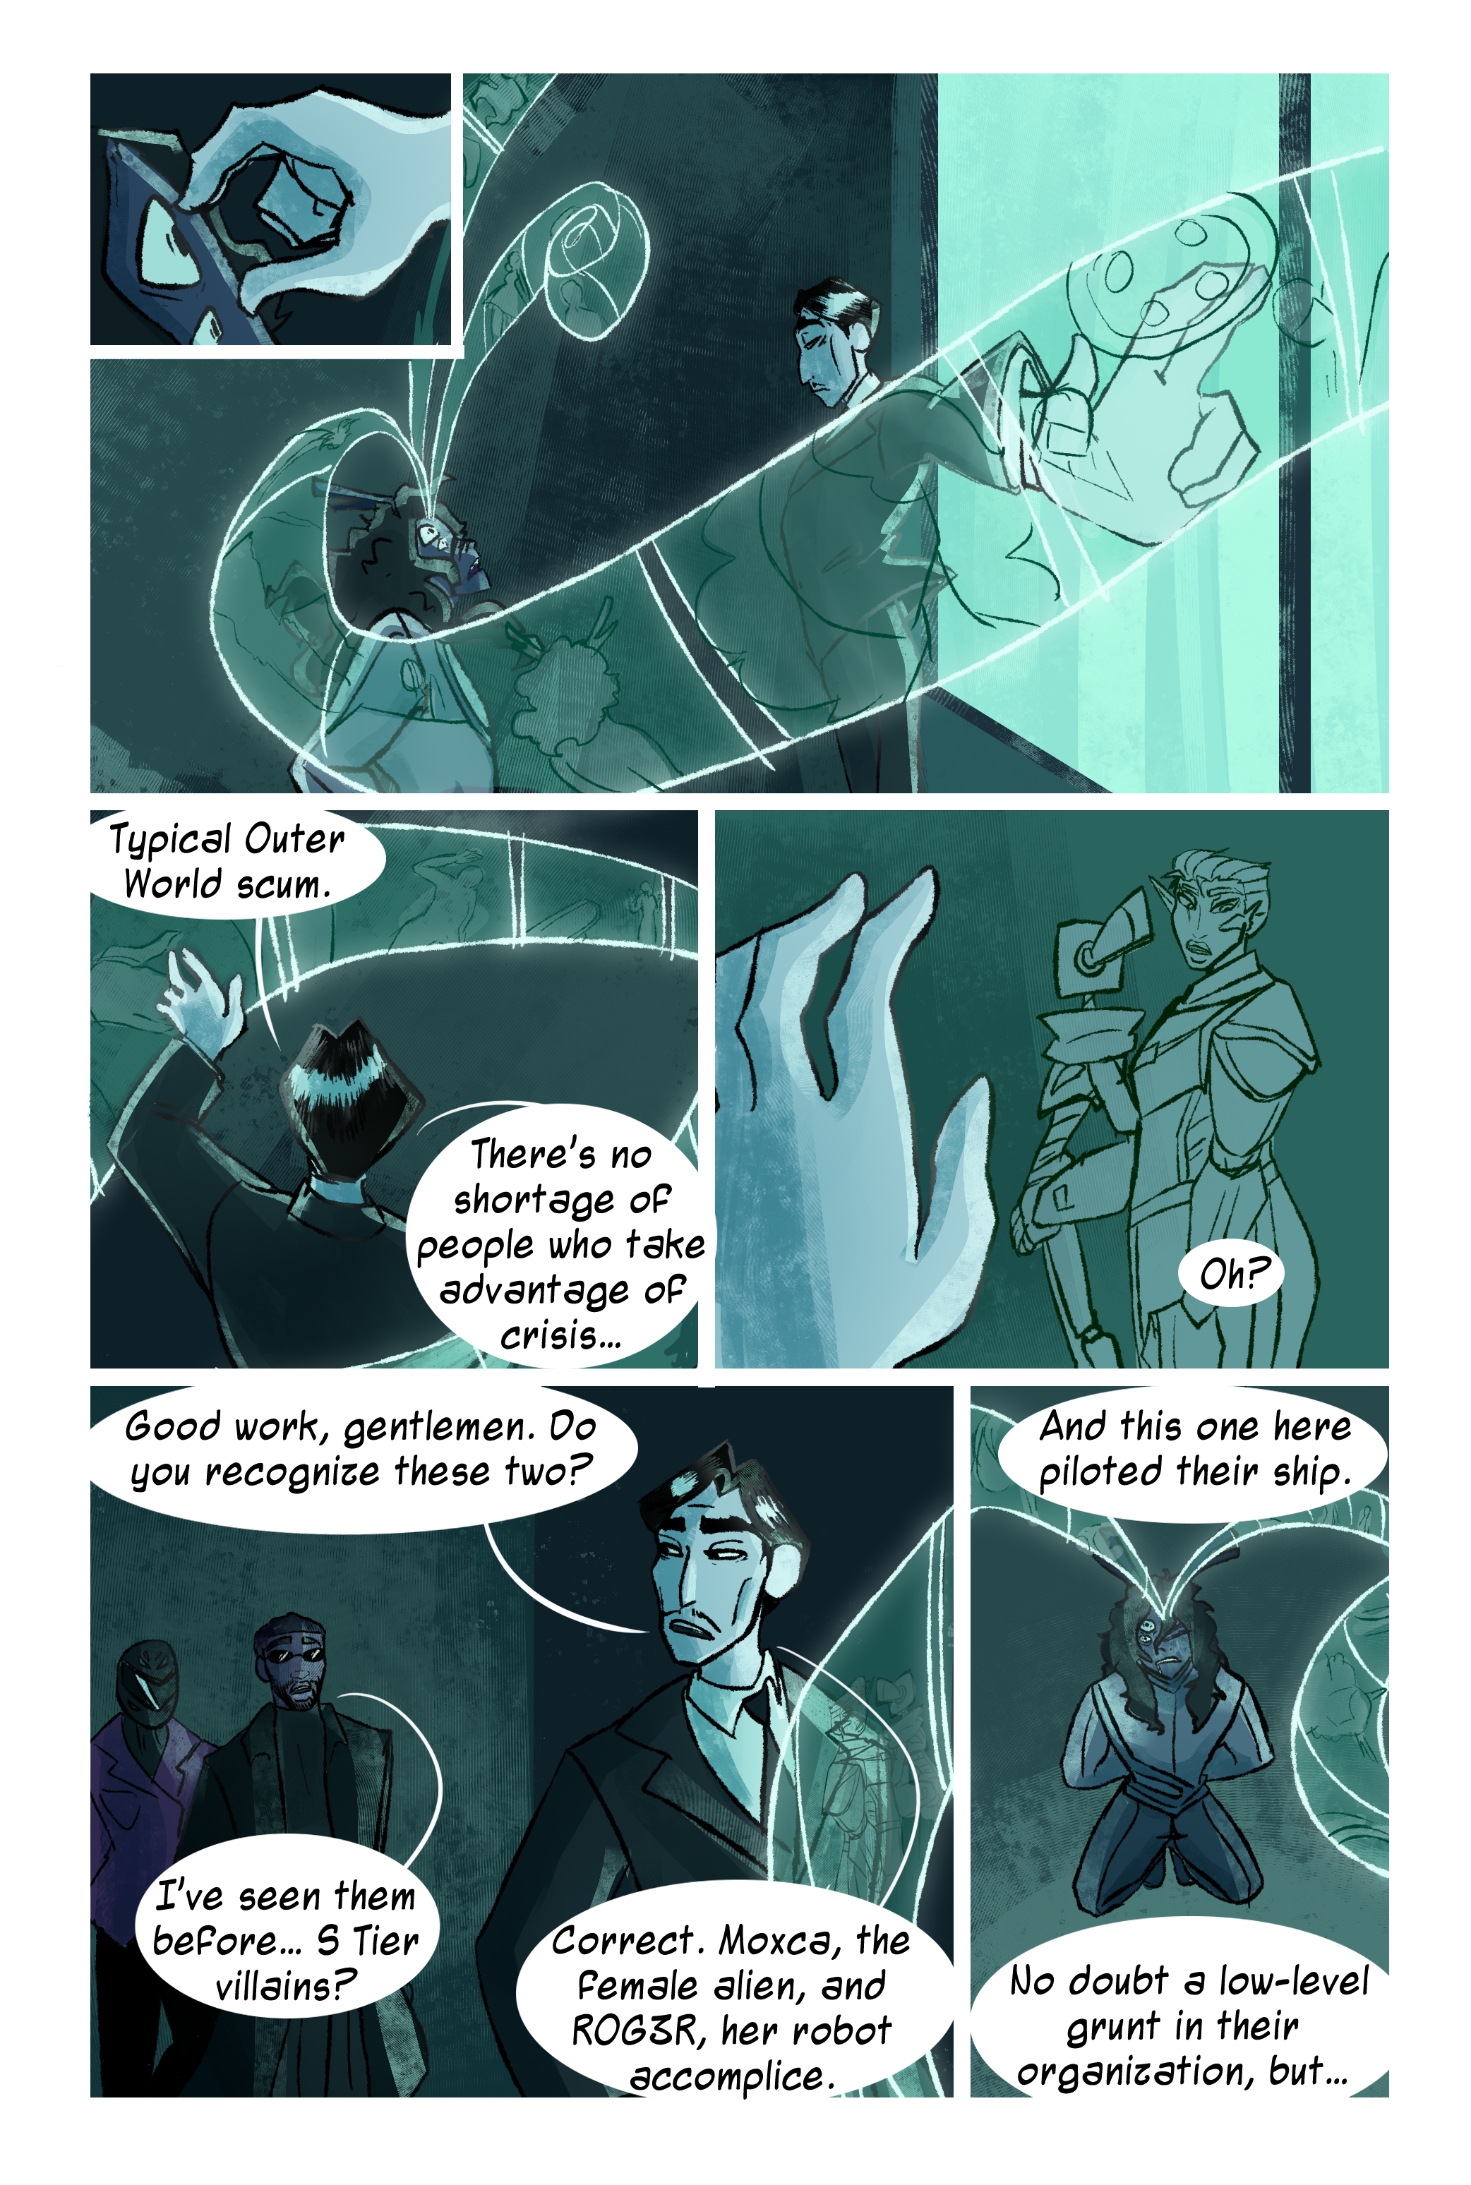 Typical Outer
World scum.
There's no
shortage of
people who take
advantage of
crisis...
Oh?
Good work, gentlemen. Do
you recognize these two?
I've seen them
before... S Tier
villains?
Correct. Moxca, the
female alien, and
ROG3R, her robot
accomplice.
And this one here
piloted their ship.
No doubt a low-level
grunt in their
organization, but...